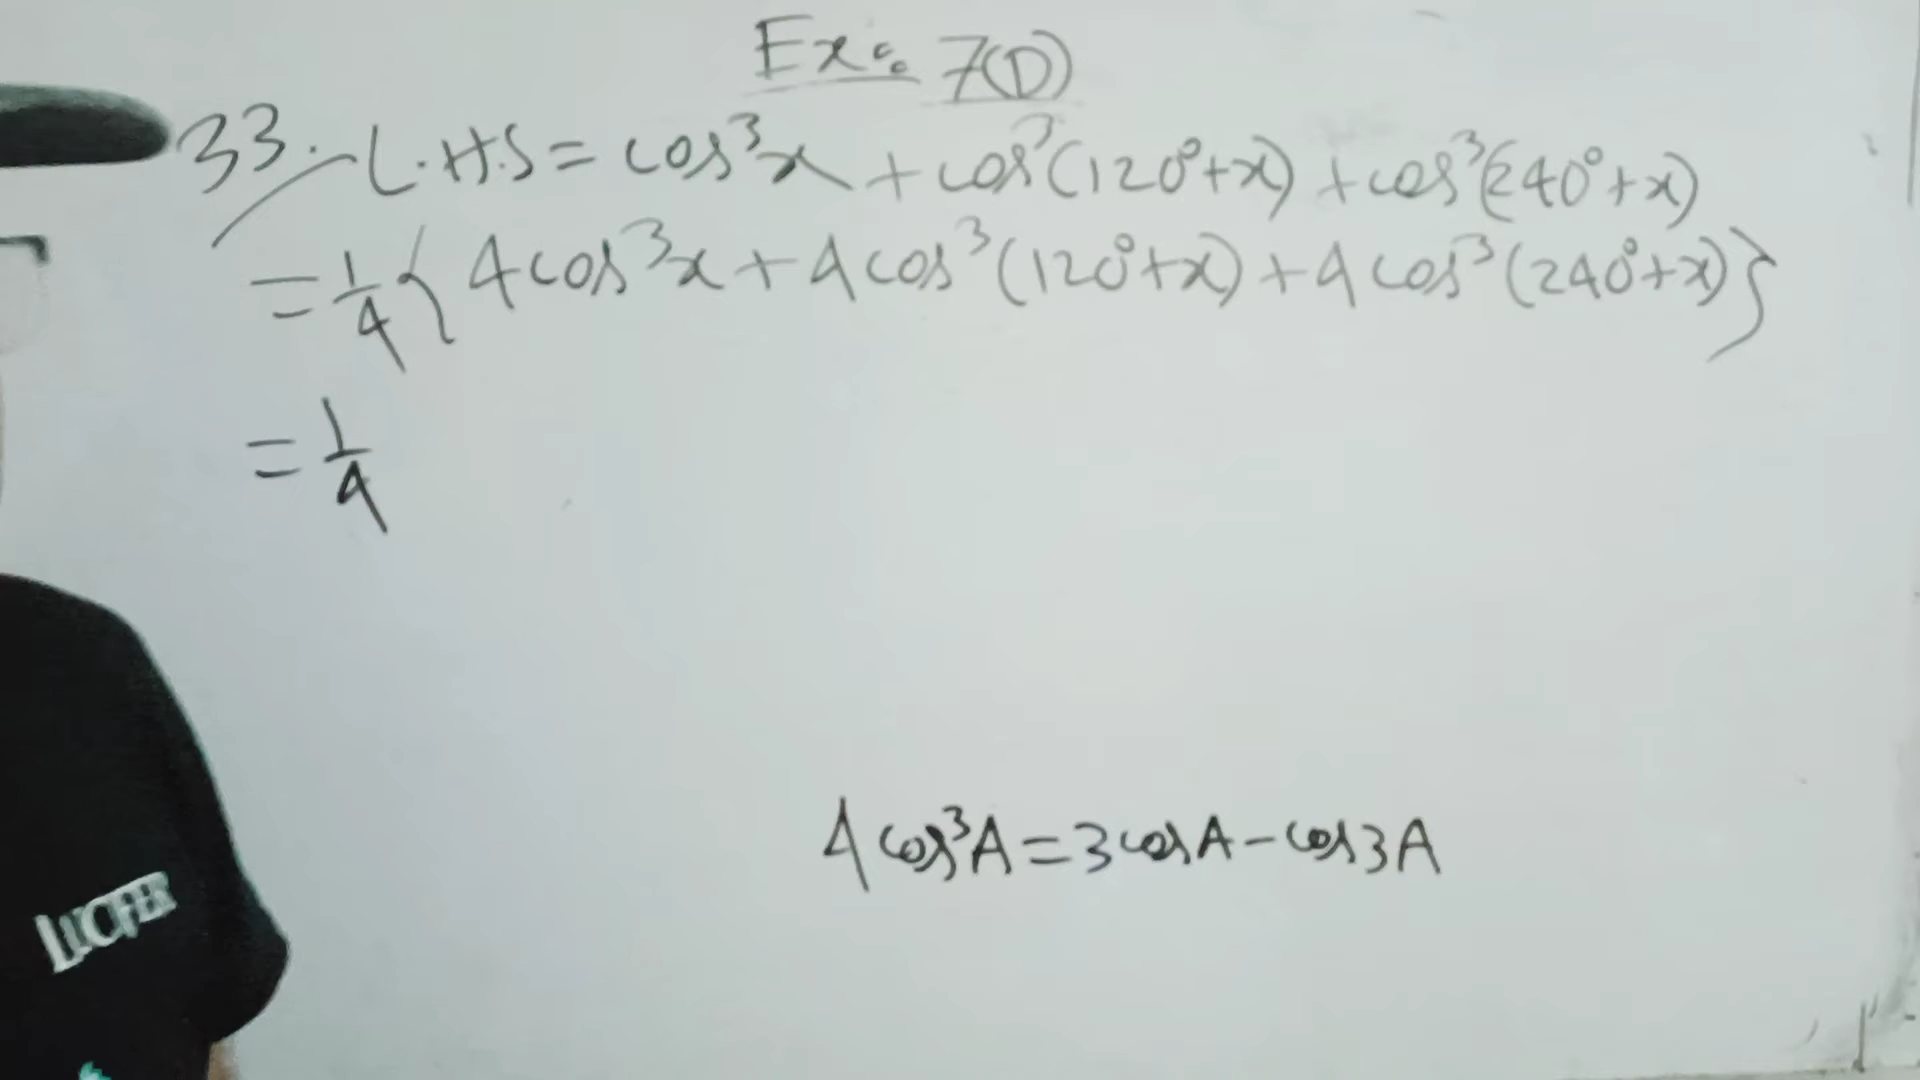 Ex: 7(D)
33. L.H.S = cos³x + cos³(120°+x) + cos³(240°+x)
= 1/4 { 4cos³x + 4cos³(120°+x) + 4cos³(240°+x) }
= 1/4
4cos³A = 3cosA - cos3A
LUCIFER